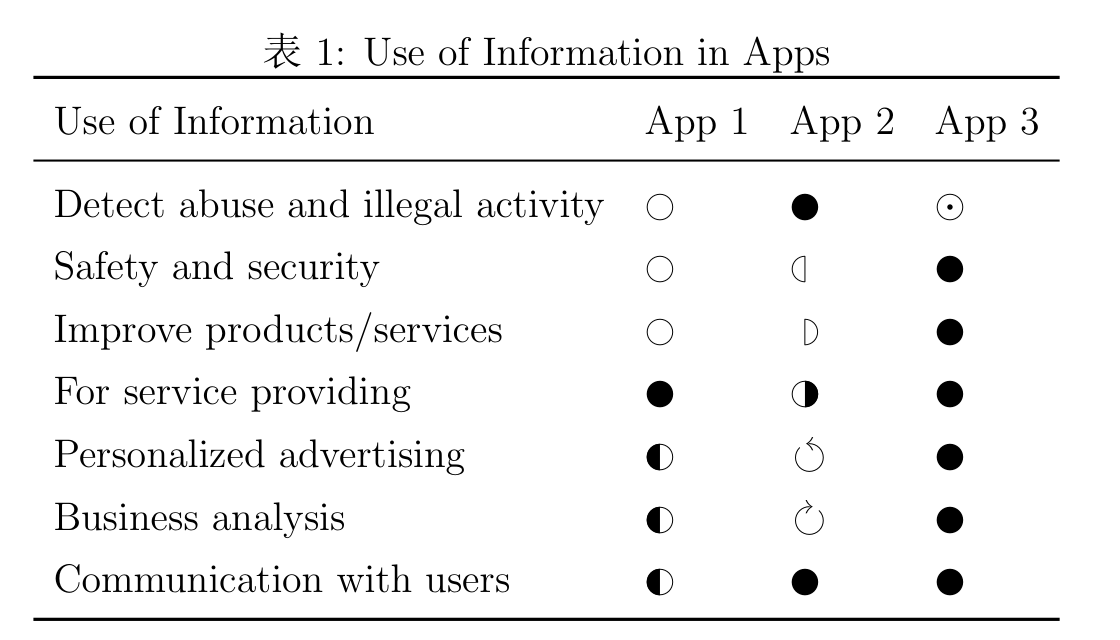 表 1: Use of Information in Apps
Use of Information App 1 App 2 App 3
Detect abuse and illegal activity ○ ● ⊙
Safety and security ○ ◖ ●
Improve products/services ○ ◗ ●
For service providing ● ◑ ●
Personalized advertising ◐ ↺ ●
Business analysis ◐ ↻ ●
Communication with users ◐ ● ●